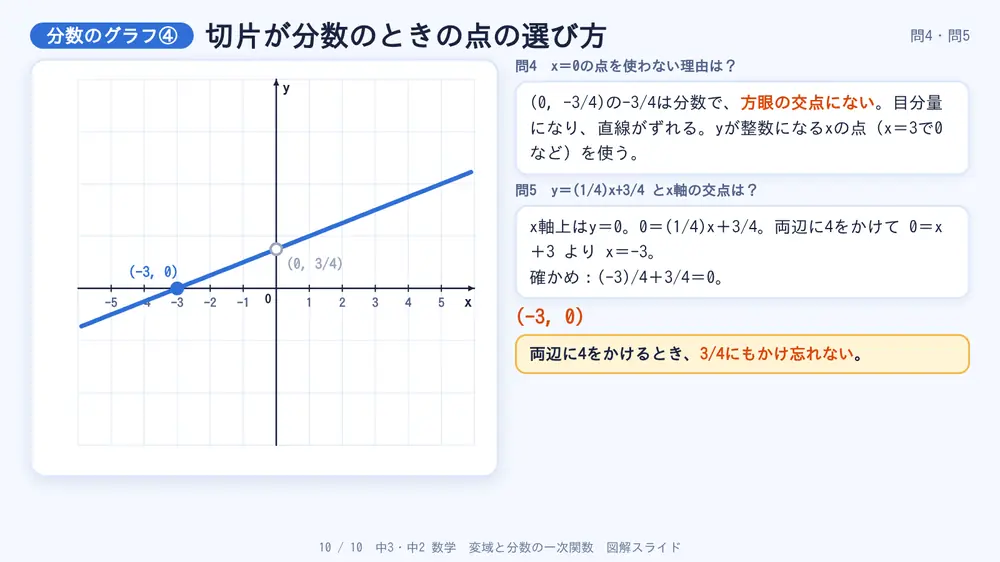 分数のグラフ④ 切片が分数のときの点の選び方 問4・問5
問4 x＝0の点を使わない理由は？
(0, -3/4)の-3/4は分数で、方眼の交点にない。目分量
になり、直線がずれる。yが整数になるxの点（x＝3で0
など）を使う。
問5 y＝(1/4)x+3/4 とx軸の交点は？
x軸上はy＝0。0＝(1/4)x＋3/4。両辺に4をかけて 0＝x
＋3 より x＝-3。
確かめ：(-3)/4＋3/4＝0。
(-3, 0)
両辺に4をかけるとき、3/4にもかけ忘れない。
y
(-3, 0)
(0, 3/4)
-5 -4 -3 -2 -1 0 1 2 3 4 5 x
10 / 10 中3・中2 数学 変域と分数の一次関数 図解スライド